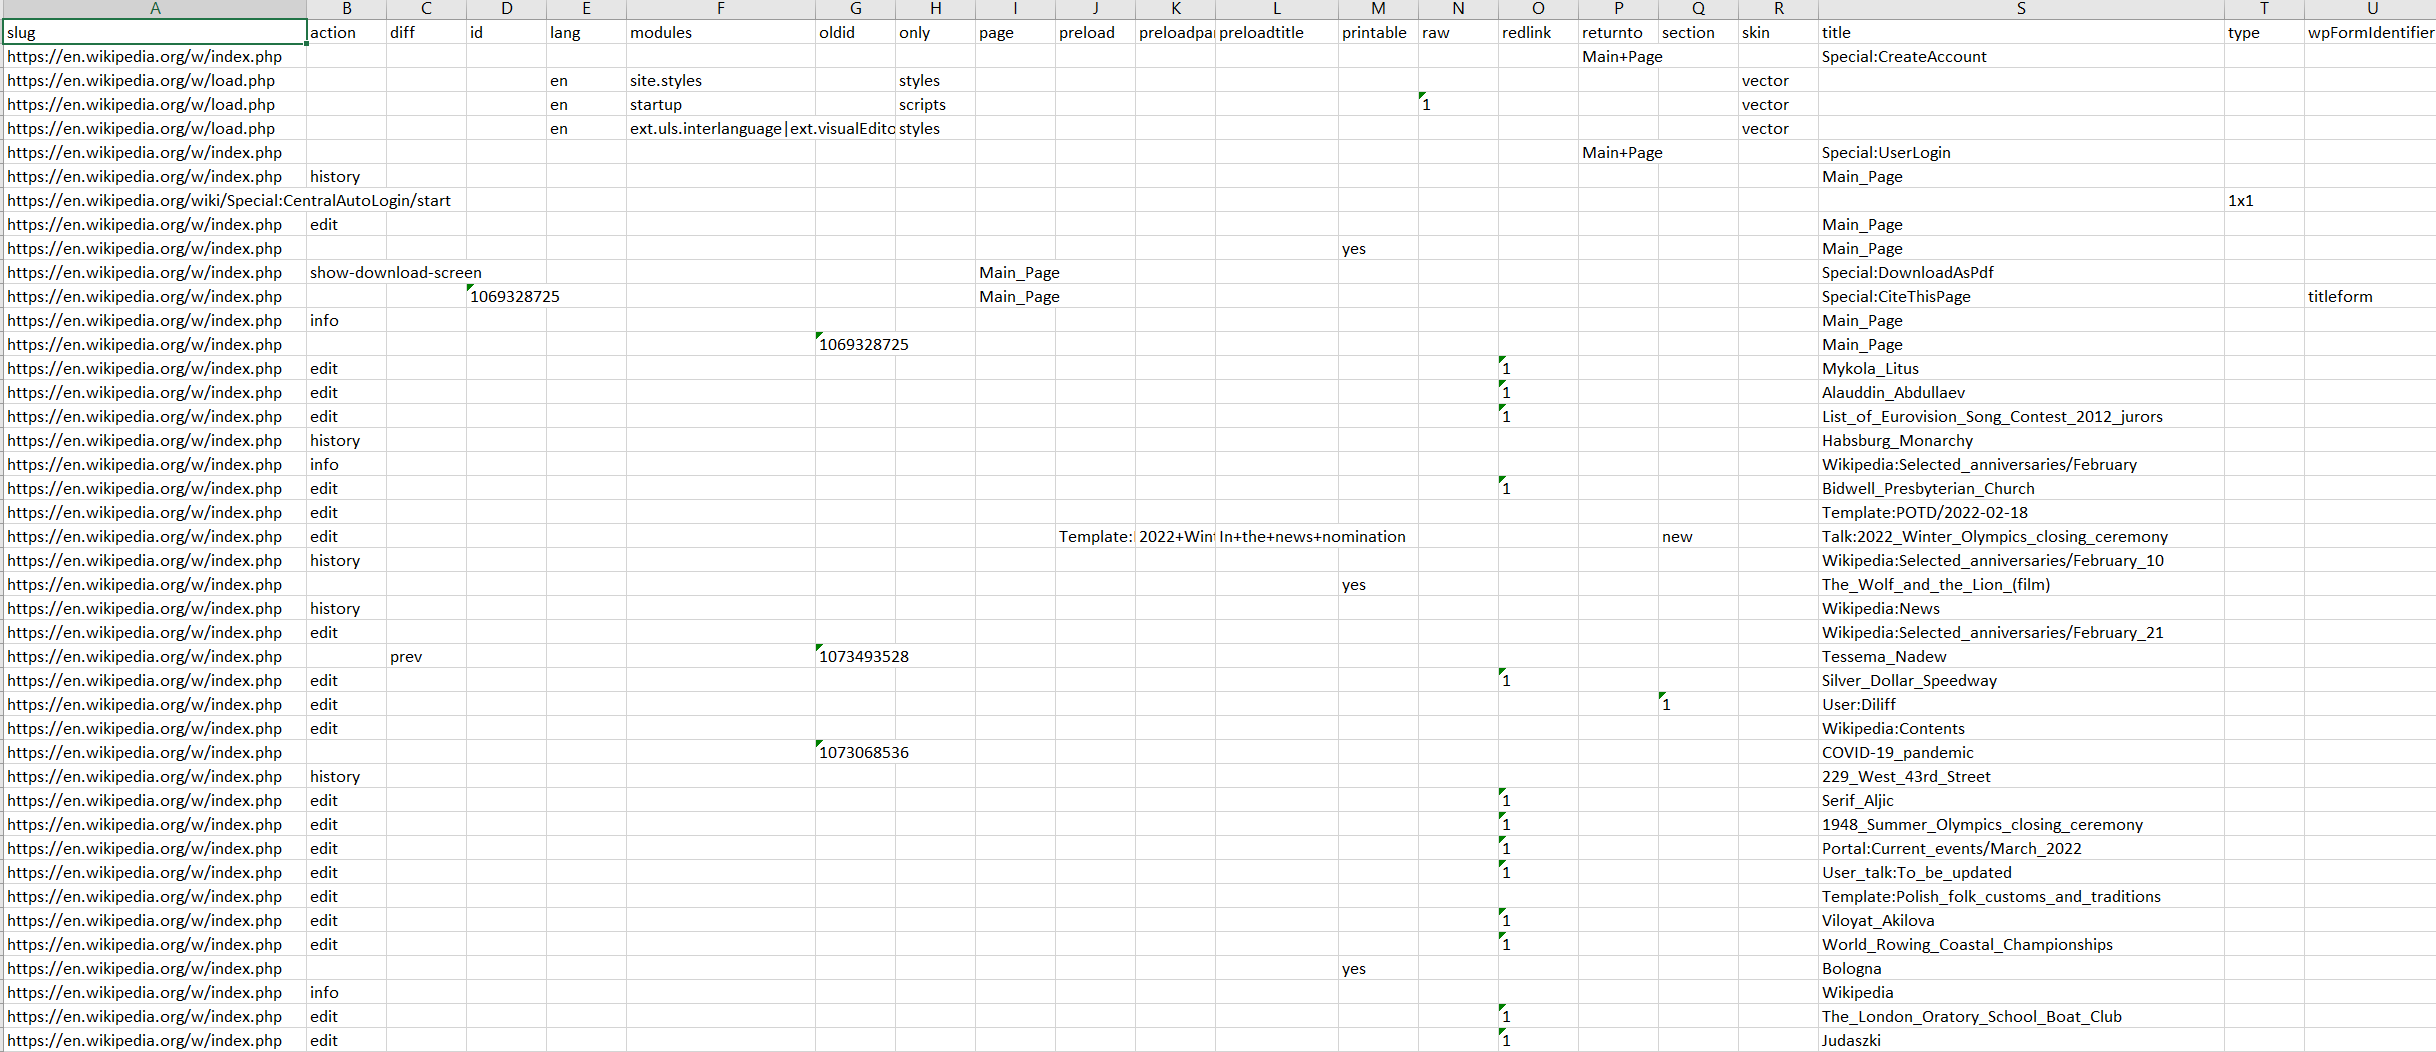 A B C D E F G H I J K L M N O P Q R S T U
slug action diff id lang modules oldid only page preload preloadpa preloadtitle printable raw redlink returnto section skin title type wpFormIdentifier
https://en.wikipedia.org/w/index.php Main+Page Special:CreateAccount
https://en.wikipedia.org/w/load.php en site.styles styles vector
https://en.wikipedia.org/w/load.php en startup scripts 1 vector
https://en.wikipedia.org/w/load.php en ext.uls.interlanguage|ext.visualEdito styles vector
https://en.wikipedia.org/w/index.php Main+Page Special:UserLogin
https://en.wikipedia.org/w/index.php history Main_Page
https://en.wikipedia.org/wiki/Special:CentralAutoLogin/start 1x1
https://en.wikipedia.org/w/index.php edit Main_Page
https://en.wikipedia.org/w/index.php yes Main_Page
https://en.wikipedia.org/w/index.php show-download-screen Main_Page Special:DownloadAsPdf
https://en.wikipedia.org/w/index.php 1069328725 Main_Page Special:CiteThisPage titleform
https://en.wikipedia.org/w/index.php info Main_Page
https://en.wikipedia.org/w/index.php 1069328725 Main_Page
https://en.wikipedia.org/w/index.php edit 1 Mykola_Litus
https://en.wikipedia.org/w/index.php edit 1 Alauddin_Abdullaev
https://en.wikipedia.org/w/index.php edit 1 List_of_Eurovision_Song_Contest_2012_jurors
https://en.wikipedia.org/w/index.php history Habsburg_Monarchy
https://en.wikipedia.org/w/index.php info Wikipedia:Selected_anniversaries/February
https://en.wikipedia.org/w/index.php edit 1 Bidwell_Presbyterian_Church
https://en.wikipedia.org/w/index.php edit Template:POTD/2022-02-18
https://en.wikipedia.org/w/index.php edit Template: 2022+Wint In+the+news+nomination new Talk:2022_Winter_Olympics_closing_ceremony
https://en.wikipedia.org/w/index.php history Wikipedia:Selected_anniversaries/February_10
https://en.wikipedia.org/w/index.php yes The_Wolf_and_the_Lion_(film)
https://en.wikipedia.org/w/index.php history Wikipedia:News
https://en.wikipedia.org/w/index.php edit Wikipedia:Selected_anniversaries/February_21
https://en.wikipedia.org/w/index.php prev 1073493528 Tessema_Nadew
https://en.wikipedia.org/w/index.php edit 1 Silver_Dollar_Speedway
https://en.wikipedia.org/w/index.php edit 1 User:Diliff
https://en.wikipedia.org/w/index.php edit Wikipedia:Contents
https://en.wikipedia.org/w/index.php 1073068536 COVID-19_pandemic
https://en.wikipedia.org/w/index.php history 229_West_43rd_Street
https://en.wikipedia.org/w/index.php edit 1 Serif_Aljic
https://en.wikipedia.org/w/index.php edit 1 1948_Summer_Olympics_closing_ceremony
https://en.wikipedia.org/w/index.php edit 1 Portal:Current_events/March_2022
https://en.wikipedia.org/w/index.php edit 1 User_talk:To_be_updated
https://en.wikipedia.org/w/index.php edit Template:Polish_folk_customs_and_traditions
https://en.wikipedia.org/w/index.php edit 1 Viloyat_Akilova
https://en.wikipedia.org/w/index.php edit 1 World_Rowing_Coastal_Championships
https://en.wikipedia.org/w/index.php yes Bologna
https://en.wikipedia.org/w/index.php info Wikipedia
https://en.wikipedia.org/w/index.php edit 1 The_London_Oratory_School_Boat_Club
https://en.wikipedia.org/w/index.php edit 1 Judaszki